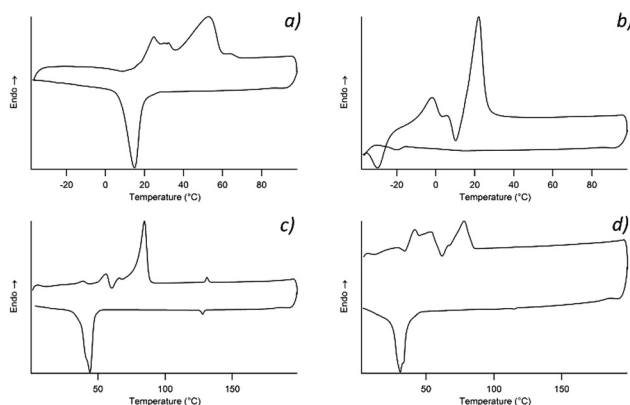 a)
Endo →
-20 0 20 40 60 80
Temperature (°C)
b)
Endo →
-20 0 20 40 60 80
Temperature (°C)
c)
Endo →
50 100 150
Temperature (°C)
d)
Endo →
50 100 150
Temperature (°C)